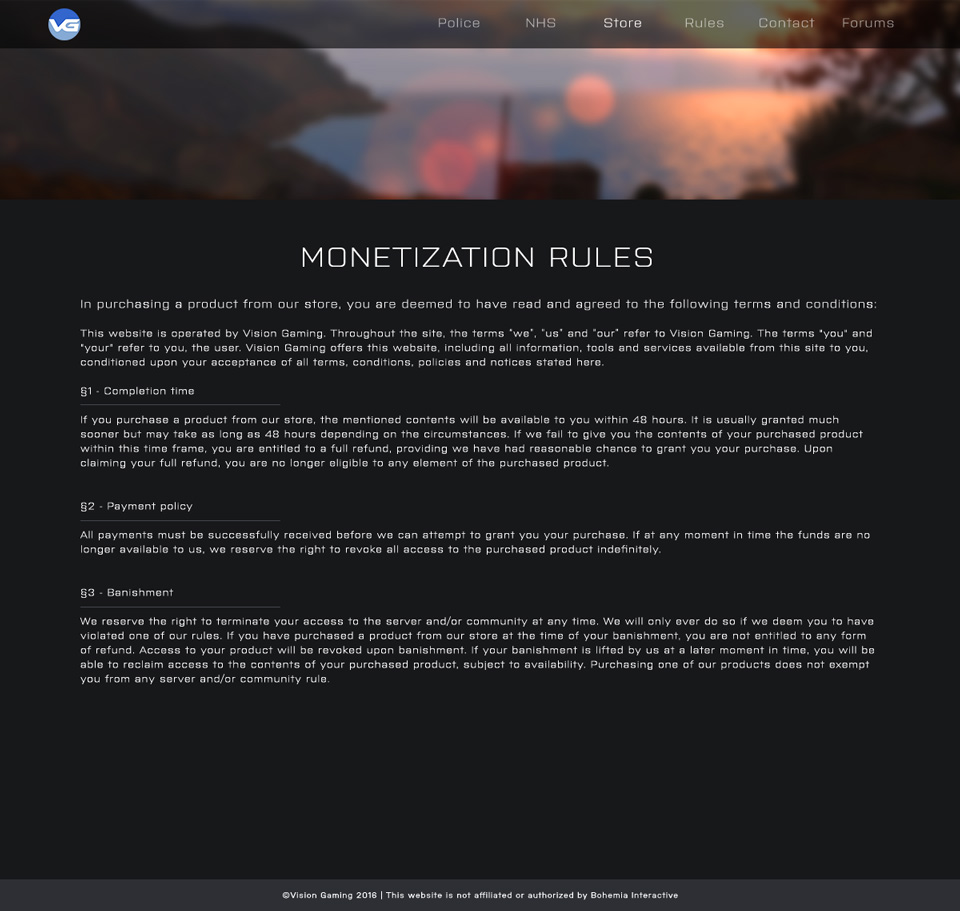 VG
Police NHS Store Rules Contact Forums
MONETIZATION RULES
In purchasing a product from our store, you are deemed to have read and agreed to the following terms and conditions:
This website is operated by Vision Gaming. Throughout the site, the terms "we", "us" and "our" refer to Vision Gaming. The terms "you" and
"your" refer to you, the user. Vision Gaming offers this website, including all information, tools and services available from this site to you,
conditioned upon your acceptance of all terms, conditions, policies and notices stated here.
§1 - Completion time
If you purchase a product from our store, the mentioned contents will be available to you within 48 hours. It is usually granted much
sooner but may take as long as 48 hours depending on the circumstances. If we fail to give you the contents of your purchased product
within this time frame, you are entitled to a full refund, providing we have had reasonable chance to grant you your purchase. Upon
claiming your full refund, you are no longer eligible to any element of the purchased product.
§2 - Payment policy
All payments must be successfully received before we can attempt to grant you your purchase. If at any moment in time the funds are no
longer available to us, we reserve the right to revoke all access to the purchased product indefinitely.
§3 - Banishment
We reserve the right to terminate your access to the server and/or community at any time. We will only ever do so if we deem you to have
violated one of our rules. If you have purchased a product from our store at the time of your banishment, you are not entitled to any form
of refund. Access to your product will be revoked upon banishment. If your banishment is lifted by us at a later moment in time, you will be
able to reclaim access to the contents of your purchased product, subject to availability. Purchasing one of our products does not exempt
you from any server and/or community rule.
©Vision Gaming 2016 | This website is not affiliated or authorized by Bohemia Interactive